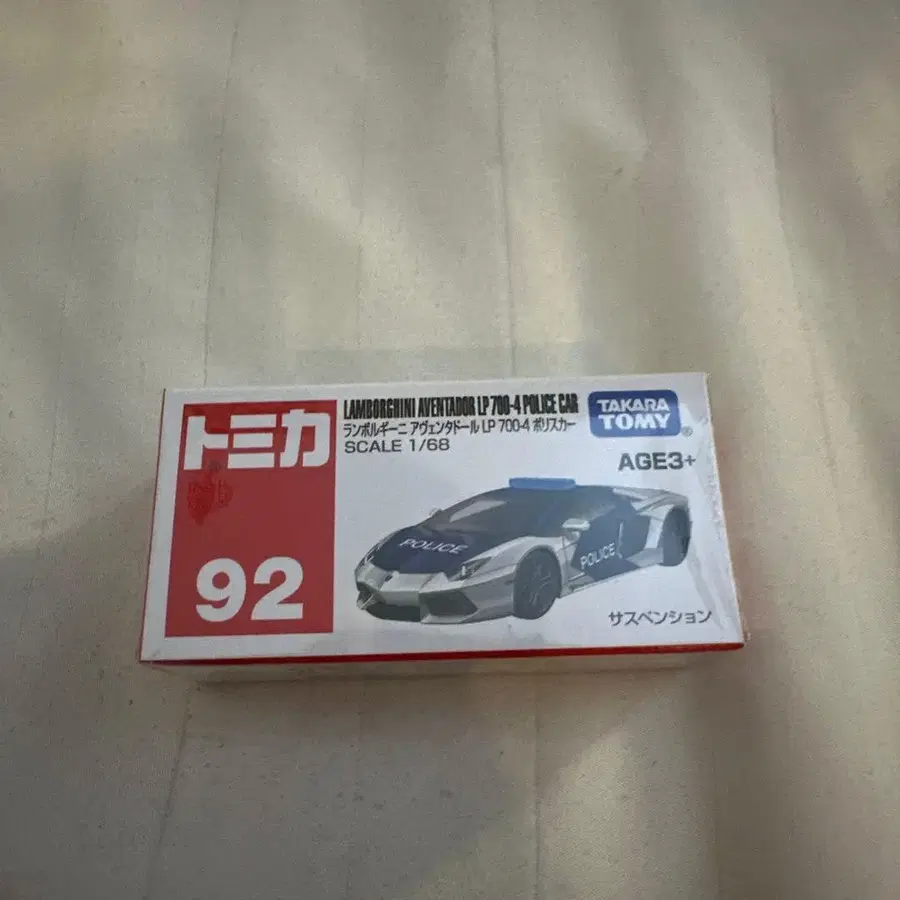 トミカ
92
LAMBORGHINI AVENTADOR LP 700-4 POLICE CAR
ランボルギーニ アヴェンタドール LP 700-4 ポリスカー
SCALE 1/68
TAKARA
TOMY
®
AGE3+
POLICE
POLICE
サスペンション